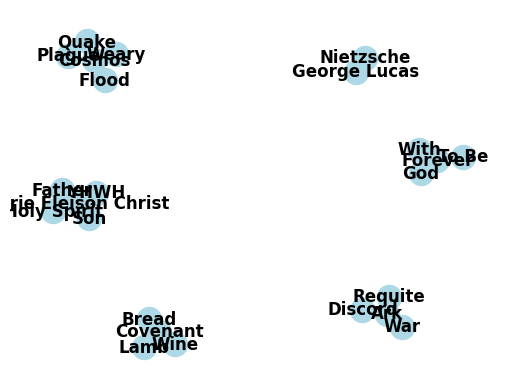 Quake
Plague
Weary
Cosmos
Flood
Nietzsche
George Lucas
With
To Be
Forever
God
Father
YHWH
rie Eleison Christ
Holy Spirit
Son
Bread
Covenant
Lamb
Wine
Requite
Discord
Ark
War